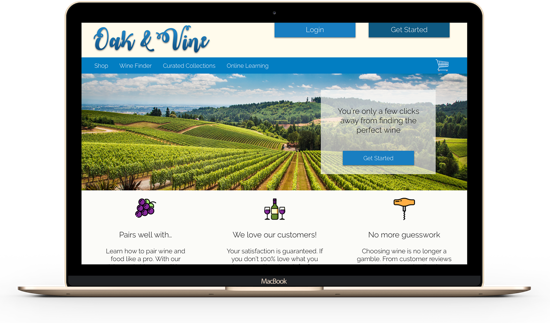 Oak & Vine
Login
Get Started
Shop
Wine Finder
Curated Collections
Online Learning
You're only a few clicks
away from finding the
perfect wine
Get Started
Pairs well with...
Learn how to pair wine and
food like a pro. With our
We love our customers!
Your satisfaction is guaranteed. If
you don't 100% love what you
No more guesswork
Choosing wine is no longer a
gamble. From customer reviews
MacBook